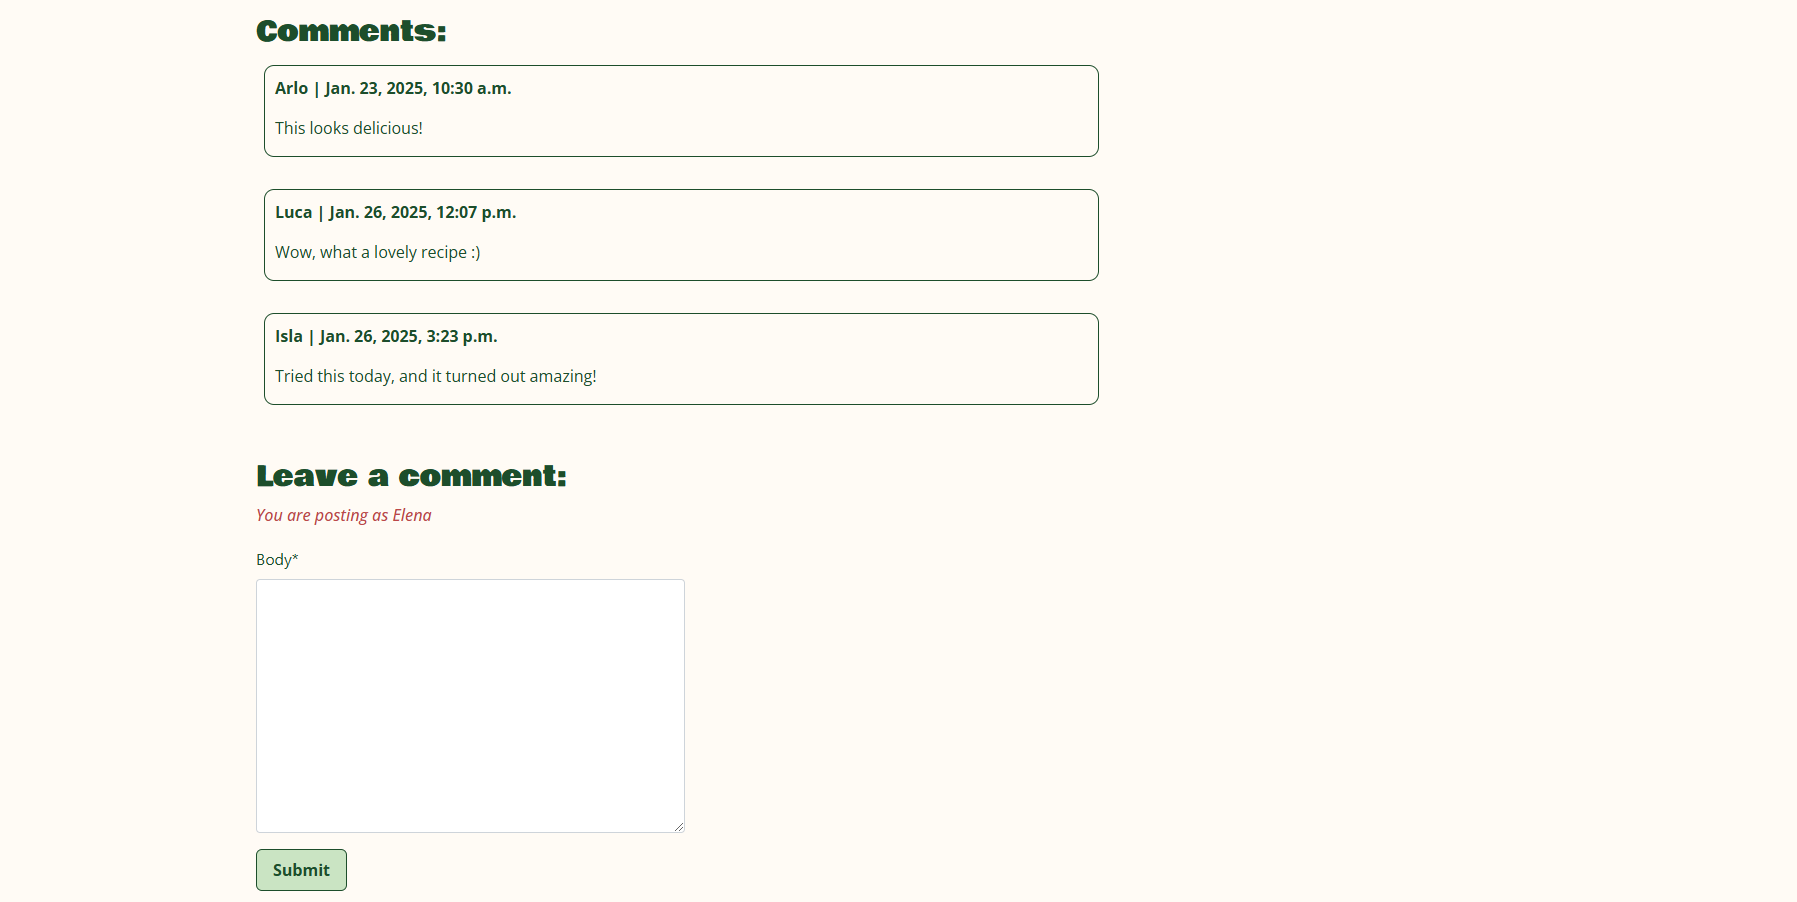 Comments:
Arlo | Jan. 23, 2025, 10:30 a.m.
This looks delicious!
Luca | Jan. 26, 2025, 12:07 p.m.
Wow, what a lovely recipe :)
Isla | Jan. 26, 2025, 3:23 p.m.
Tried this today, and it turned out amazing!
Leave a comment:
You are posting as Elena
Body*
Submit